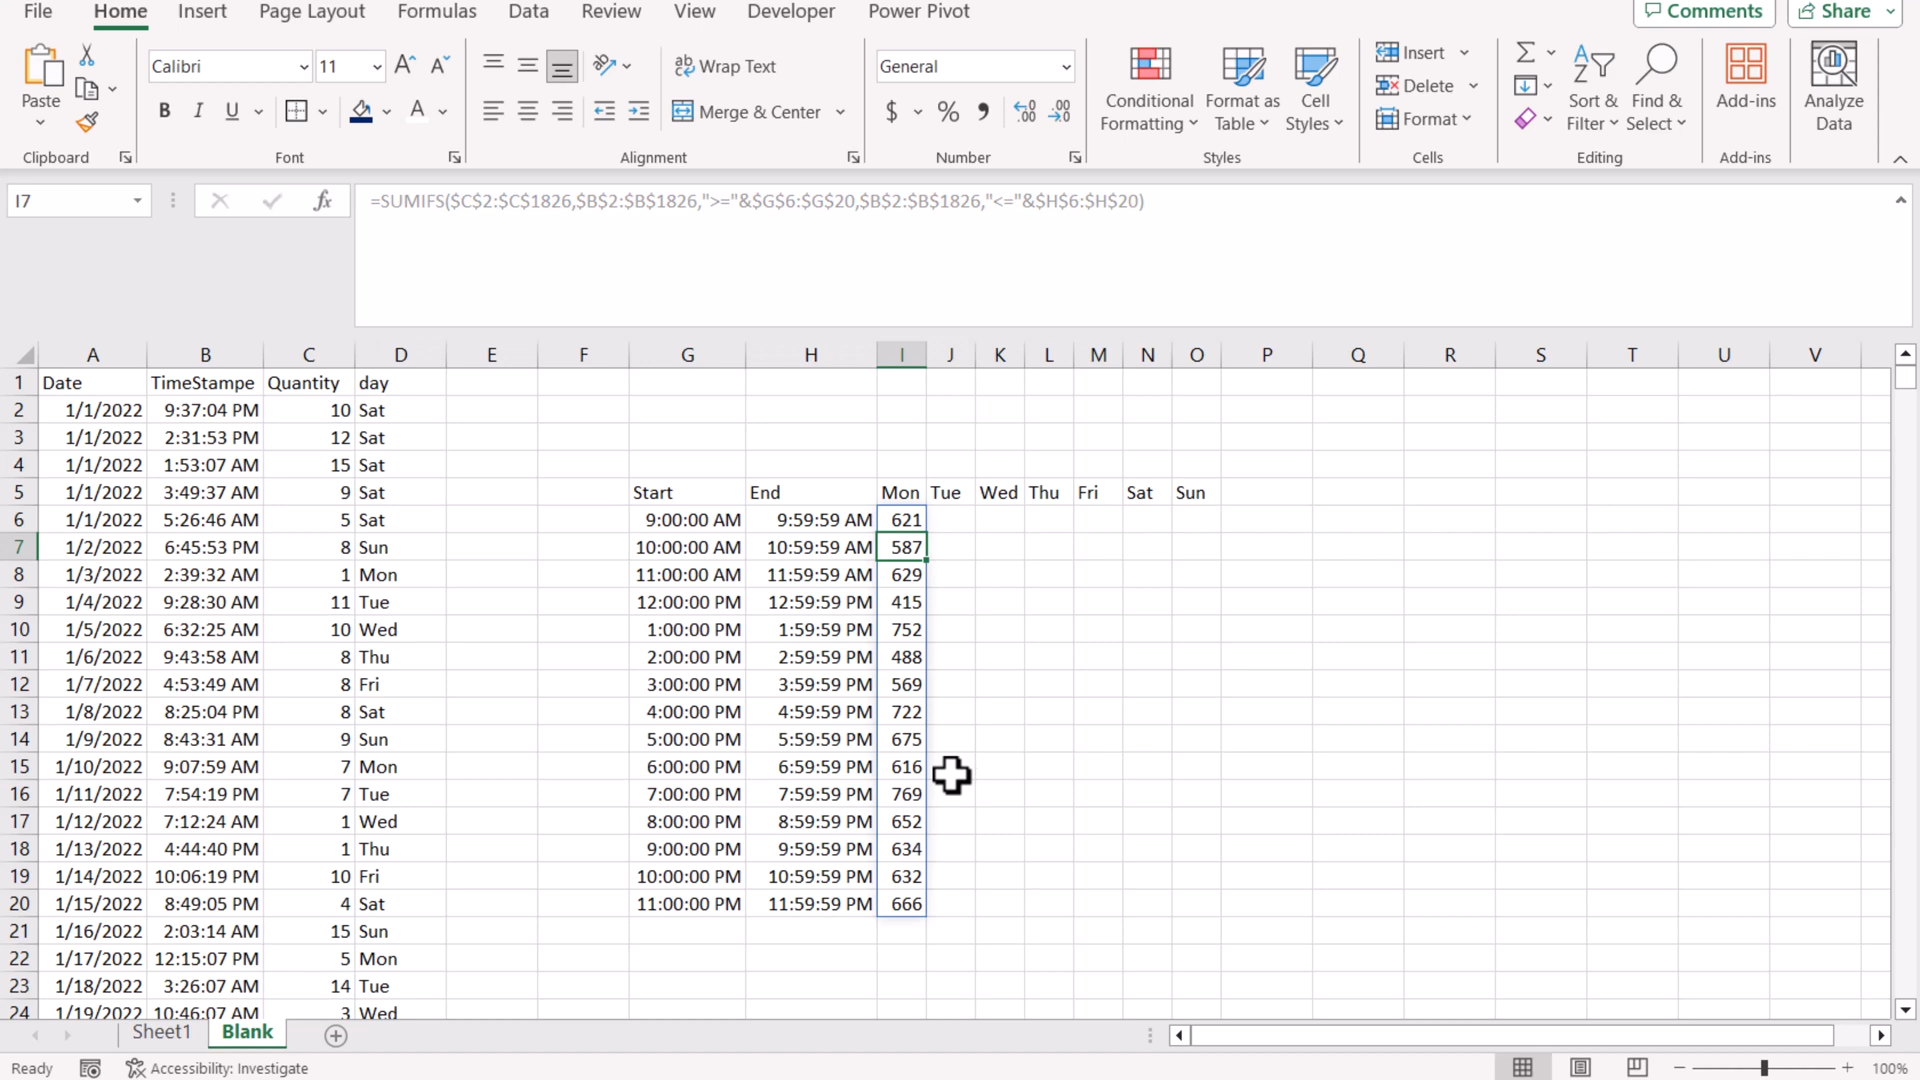 File Home Insert Page Layout Formulas Data Review View Developer Power Pivot Comments Share
Calibri 11 Wrap Text General Insert
Paste Conditional Formatting Format as Table Cell Styles Delete Sort & Filter Find & Select Add-ins Analyze Data
B I U A Merge & Center $ % , Format
Clipboard Font Alignment Number Styles Cells Editing Add-ins
I7 fx =SUMIFS($C$2:$C$1826,$B$2:$B$1826,">="&$G$6:$G$20,$B$2:$B$1826,"<="&$H$6:$H$20)
A B C D E F G H I J K L M N O P Q R S T U V
1 Date TimeStampe Quantity day
2 1/1/2022 9:37:04 PM 10 Sat
3 1/1/2022 2:31:53 PM 12 Sat
4 1/1/2022 1:53:07 AM 15 Sat
5 1/1/2022 3:49:37 AM 9 Sat Start End Mon Tue Wed Thu Fri Sat Sun
6 1/1/2022 5:26:46 AM 5 Sat 9:00:00 AM 9:59:59 AM 621
7 1/2/2022 6:45:53 PM 8 Sun 10:00:00 AM 10:59:59 AM 587
8 1/3/2022 2:39:32 AM 1 Mon 11:00:00 AM 11:59:59 AM 629
9 1/4/2022 9:28:30 AM 11 Tue 12:00:00 PM 12:59:59 PM 415
10 1/5/2022 6:32:25 AM 10 Wed 1:00:00 PM 1:59:59 PM 752
11 1/6/2022 9:43:58 AM 8 Thu 2:00:00 PM 2:59:59 PM 488
12 1/7/2022 4:53:49 AM 8 Fri 3:00:00 PM 3:59:59 PM 569
13 1/8/2022 8:25:04 PM 8 Sat 4:00:00 PM 4:59:59 PM 722
14 1/9/2022 8:43:31 AM 9 Sun 5:00:00 PM 5:59:59 PM 675
15 1/10/2022 9:07:59 AM 7 Mon 6:00:00 PM 6:59:59 PM 616
16 1/11/2022 7:54:19 PM 7 Tue 7:00:00 PM 7:59:59 PM 769
17 1/12/2022 7:12:24 AM 1 Wed 8:00:00 PM 8:59:59 PM 652
18 1/13/2022 4:44:40 PM 1 Thu 9:00:00 PM 9:59:59 PM 634
19 1/14/2022 10:06:19 PM 10 Fri 10:00:00 PM 10:59:59 PM 632
20 1/15/2022 8:49:05 PM 4 Sat 11:00:00 PM 11:59:59 PM 666
21 1/16/2022 2:03:14 AM 15 Sun
22 1/17/2022 12:15:07 PM 5 Mon
23 1/18/2022 3:26:07 AM 14 Tue
24 1/19/2022 10:46:07 AM 3 Wed
Sheet1 Blank
Ready Accessibility: Investigate 100%